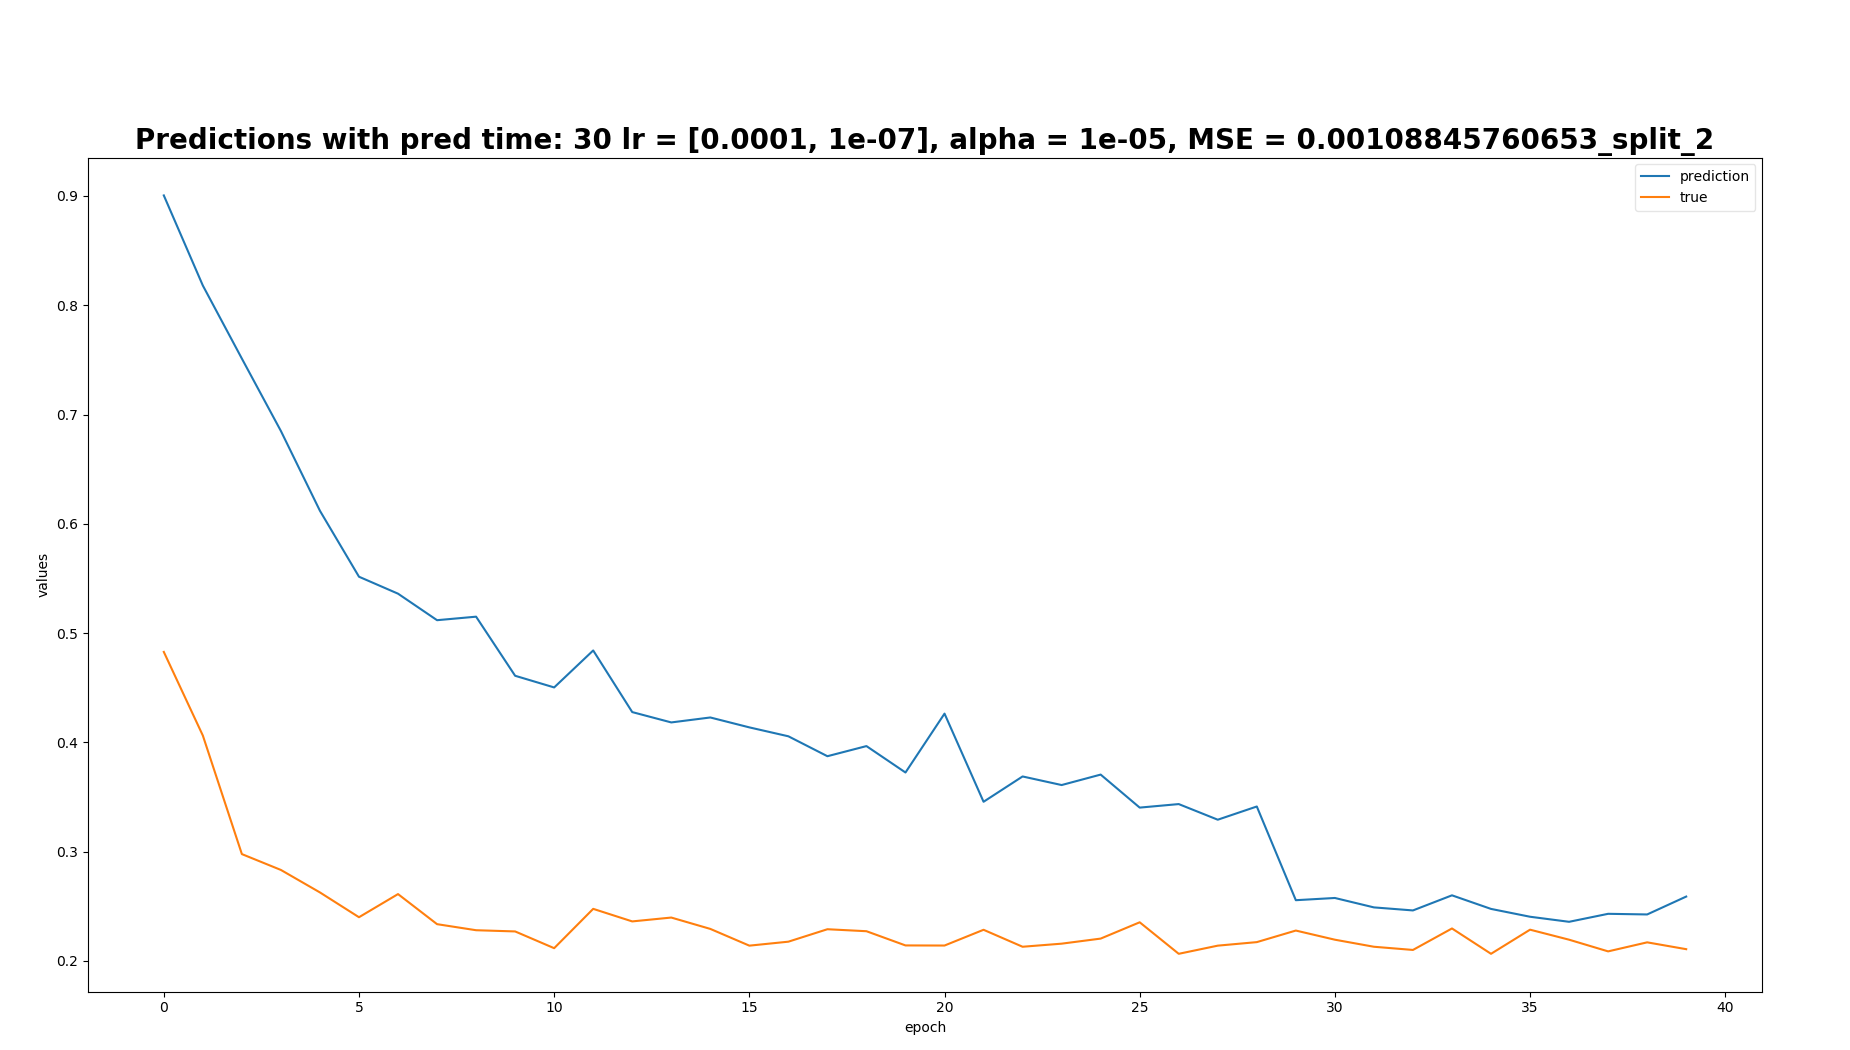 Predictions with pred time: 30 lr = [0.0001, 1e-07], alpha = 1e-05, MSE = 0.00108845760653_split_2
prediction
true
0.9
0.8
0.7
0.6
0.5
0.4
0.3
0.2
values
0 5 10 15 20 25 30 35 40
epoch